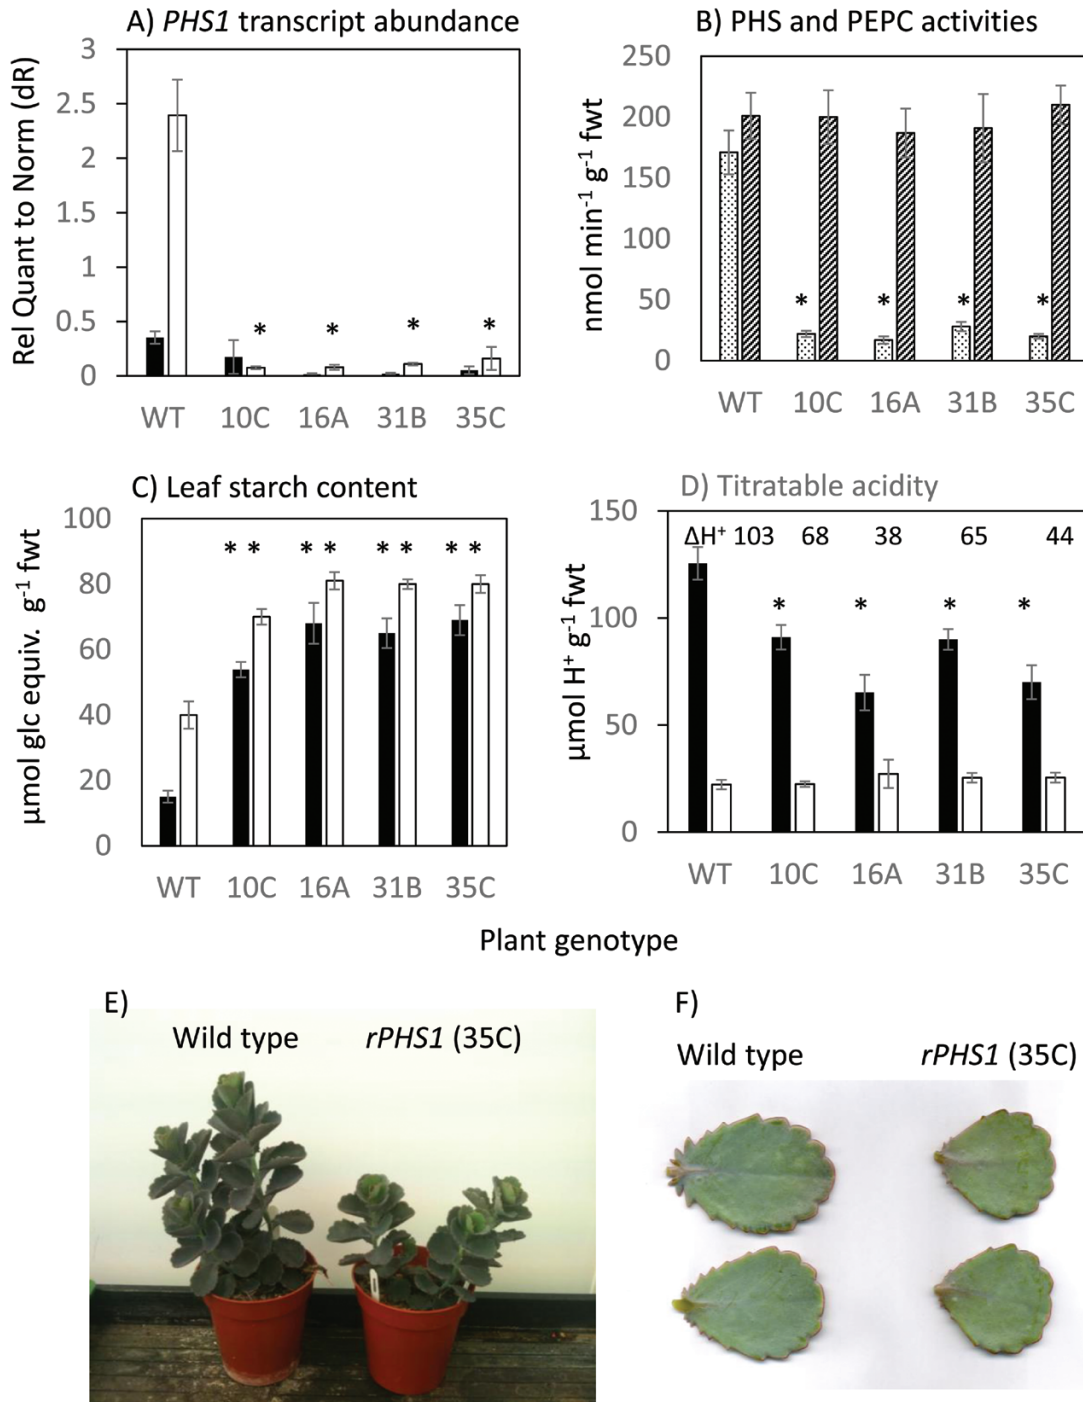 A) PHS1 transcript abundance
Rel Quant to Norm (dR)
3
2.5
2
1.5
1
0.5
0
* * * *
WT 10C 16A 31B 35C
B) PHS and PEPC activities
nmol min⁻¹ g⁻¹ fwt
250
200
150
100
50
0
* * * *
WT 10C 16A 31B 35C
C) Leaf starch content
µmol glc equiv. g⁻¹ fwt
100
80
60
40
20
0
* * * * * * * *
WT 10C 16A 31B 35C
D) Titratable acidity
µmol H⁺ g⁻¹ fwt
150
100
50
0
ΔH⁺ 103 68 38 65 44
* * * *
WT 10C 16A 31B 35C
Plant genotype
E)
Wild type rPHS1 (35C)
F)
Wild type rPHS1 (35C)